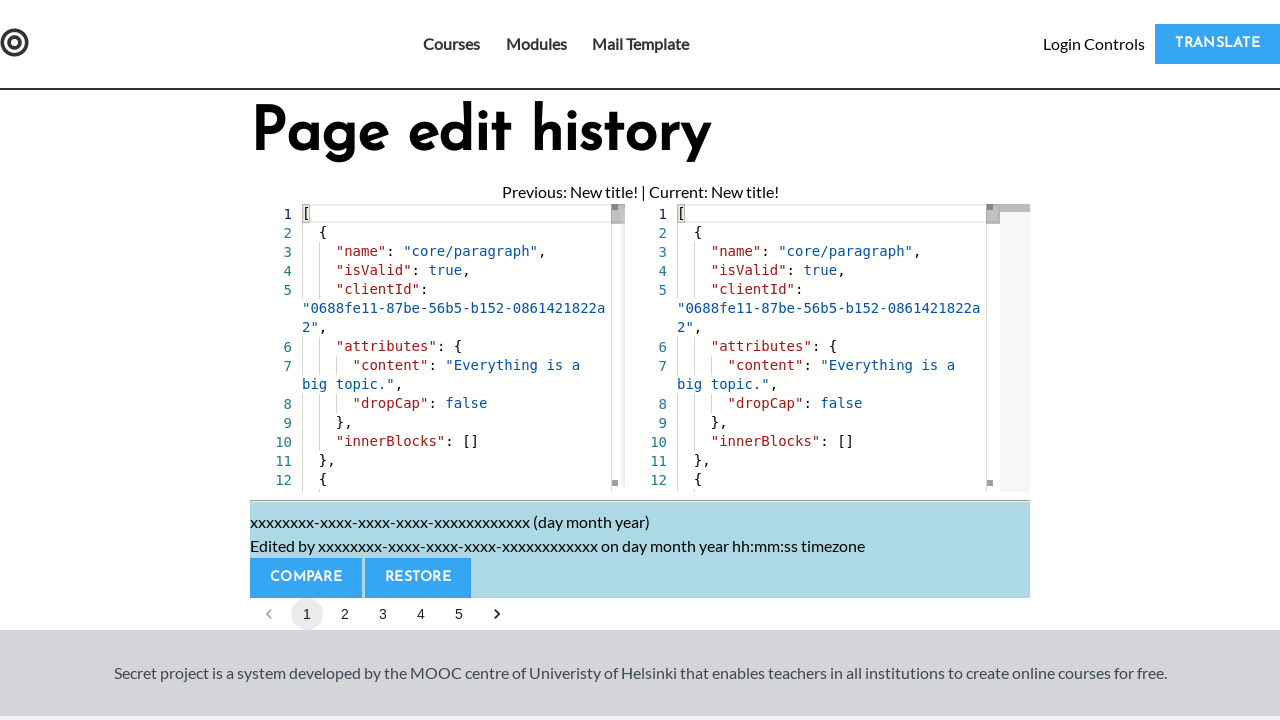 Courses Modules Mail Template Login Controls TRANSLATE
Page edit history
Previous: New title! | Current: New title!
1 [
2 {
3 "name": "core/paragraph",
4 "isValid": true,
5 "clientId":
"0688fe11-87be-56b5-b152-0861421822a
2",
6 "attributes": {
7 "content": "Everything is a
big topic.",
8 "dropCap": false
9 },
10 "innerBlocks": []
11 },
12 {
1 [
2 {
3 "name": "core/paragraph",
4 "isValid": true,
5 "clientId":
"0688fe11-87be-56b5-b152-0861421822a
2",
6 "attributes": {
7 "content": "Everything is a
big topic.",
8 "dropCap": false
9 },
10 "innerBlocks": []
11 },
12 {
xxxxxxxx-xxxx-xxxx-xxxx-xxxxxxxxxxxx (day month year)
Edited by xxxxxxxx-xxxx-xxxx-xxxx-xxxxxxxxxxxx on day month year hh:mm:ss timezone
COMPARE RESTORE
1 2 3 4 5
Secret project is a system developed by the MOOC centre of Univeristy of Helsinki that enables teachers in all institutions to create online courses for free.